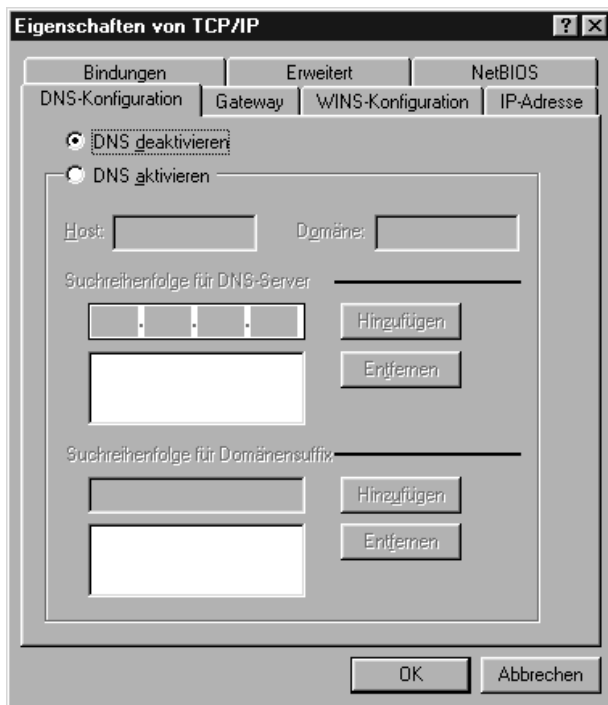 Eigenschaften von TCP/IP
Bindungen Erweitert NetBIOS
DNS-Konfiguration Gateway WINS-Konfiguration IP-Adresse
DNS deaktivieren
DNS aktivieren
Host: Domäne:
Suchreihenfolge für DNS-Server
Hinzufügen
Entfernen
Suchreihenfolge für Domänensuffix
Hinzufügen
Entfernen
OK Abbrechen